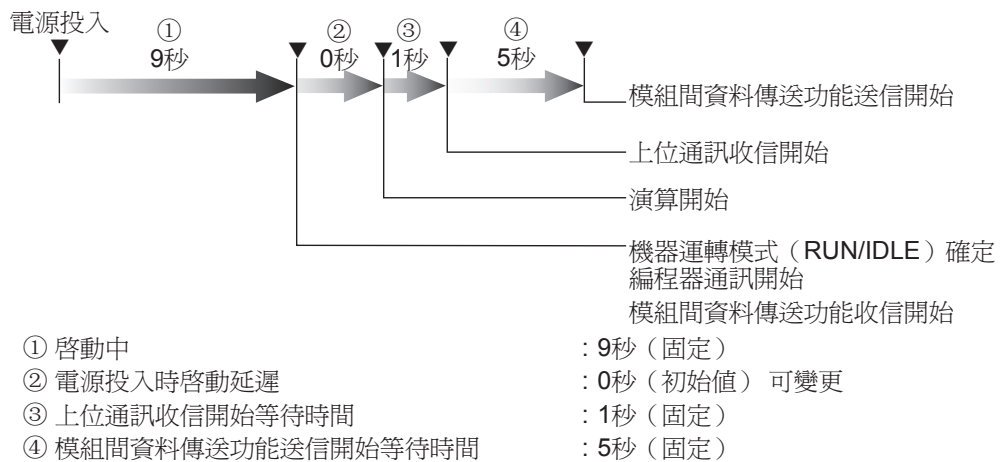 電源投入
① ② ③ ④
9秒 0秒 1秒 5秒
模組間資料傳送功能送信開始
上位通訊收信開始
演算開始
機器運轉模式（RUN/IDLE）確定
編程器通訊開始
模組間資料傳送功能收信開始
① 啓動中 : 9秒（固定）
② 電源投入時啓動延遲 : 0秒（初始值） 可變更
③ 上位通訊收信開始等待時間 : 1秒（固定）
④ 模組間資料傳送功能送信開始等待時間 : 5秒（固定）